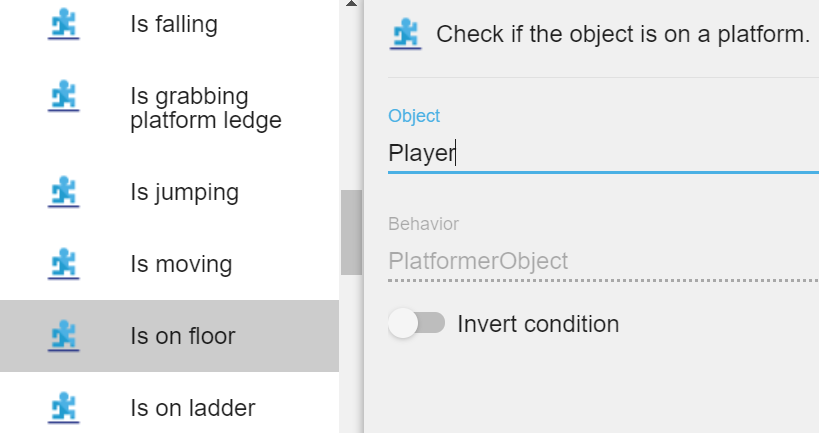 Is falling
Is grabbing
platform ledge
Is jumping
Is moving
Is on floor
Is on ladder
Check if the object is on a platform.
Object
Player
Behavior
PlatformerObject
Invert condition